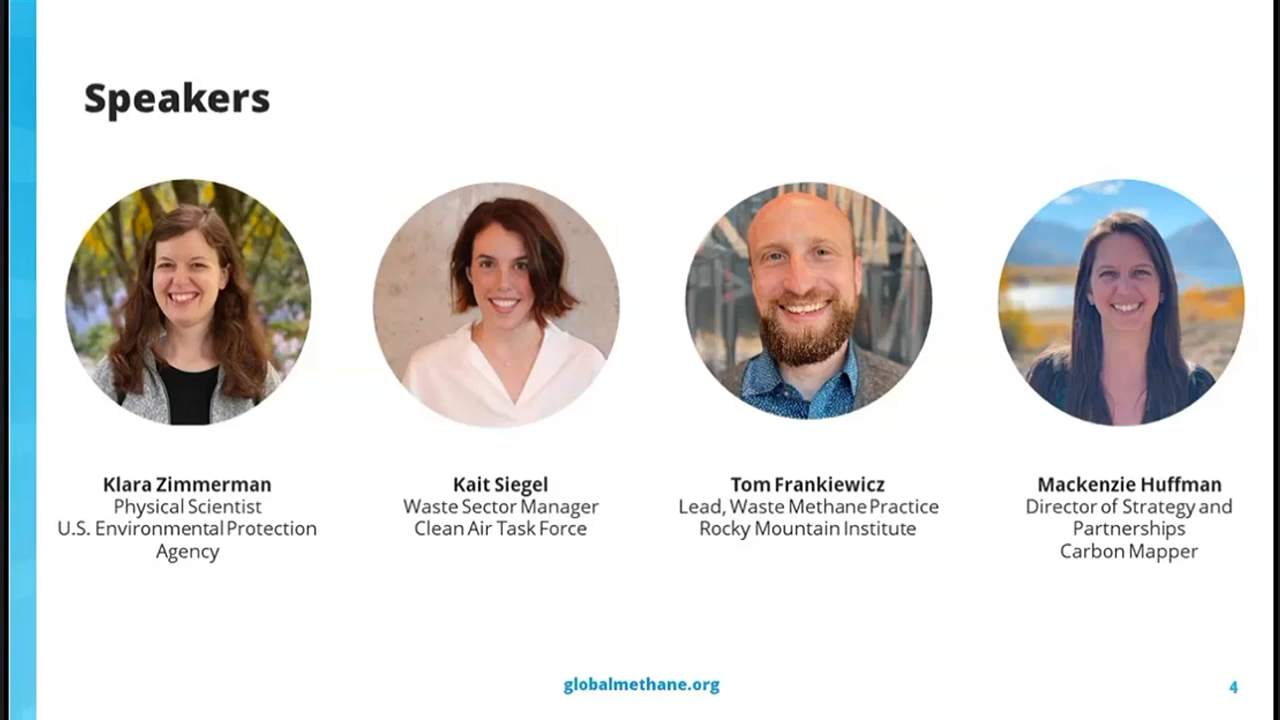 Speakers
Klara Zimmerman
Physical Scientist
U.S. Environmental Protection
Agency
Kait Siegel
Waste Sector Manager
Clean Air Task Force
Tom Frankiewicz
Lead, Waste Methane Practice
Rocky Mountain Institute
Mackenzie Huffman
Director of Strategy and
Partnerships
Carbon Mapper
globalmethane.org
4